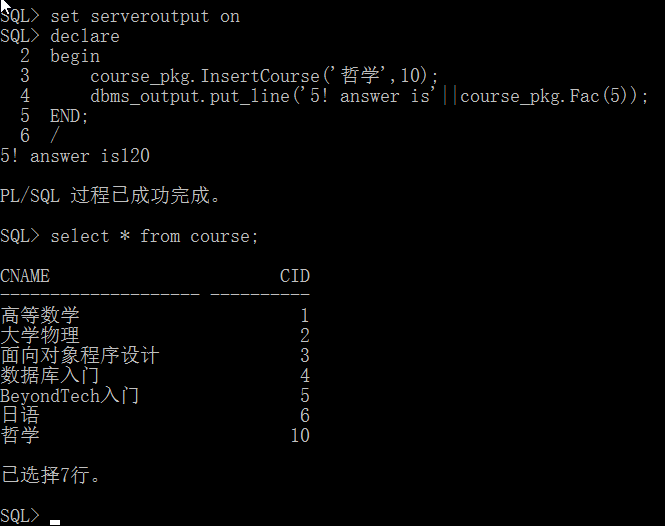 SQL> set serveroutput on
SQL> declare
  2  begin
  3      course_pkg.InsertCourse('哲学',10);
  4      dbms_output.put_line('5! answer is'||course_pkg.Fac(5));
  5  END;
  6  /
5! answer is120
PL/SQL 过程已成功完成。
SQL> select * from course;
CNAME                       CID
-------------------- ----------
高等数学                      1
大学物理                      2
面向对象程序设计              3
数据库入门                    4
BeyondTech入门                5
日语                          6
哲学                         10
已选择7行。
SQL>